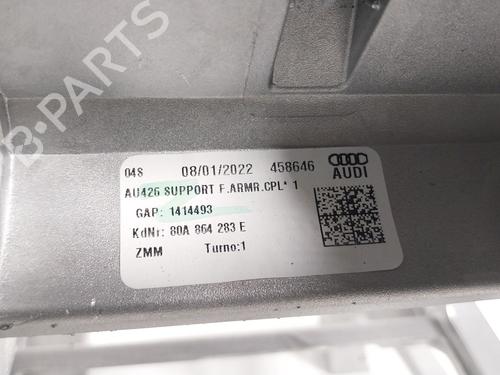 B-PARTS
04S 08/01/2022 458646
AUDI
AU426 SUPPORT F.ARMR.CPL* 1
GAP: 1414493
KdNr: 80A 864 283 E
ZMM Turno:1